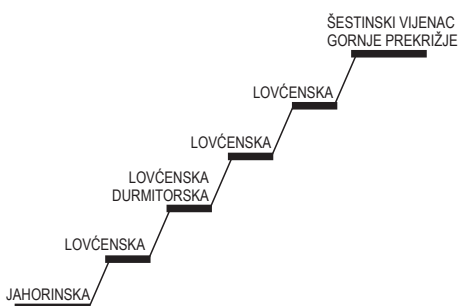 ŠESTINSKI VIJENAC
GORNJE PREKRIŽJE
LOVĆENSKA
LOVĆENSKA
LOVĆENSKA
DURMITORSKA
LOVĆENSKA
JAHORINSKA